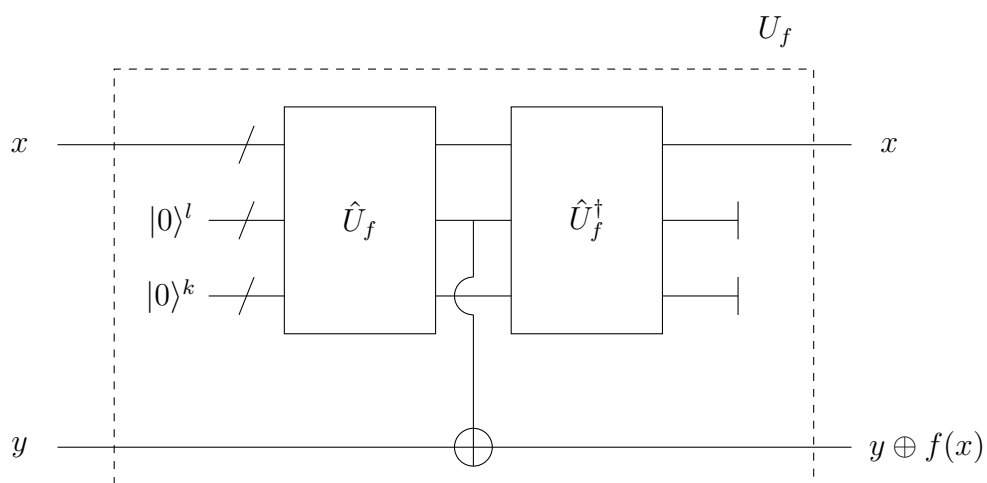 U_f
x x
|0⟩^l Û_f Û_f^†
|0⟩^k
y y ⊕ f(x)